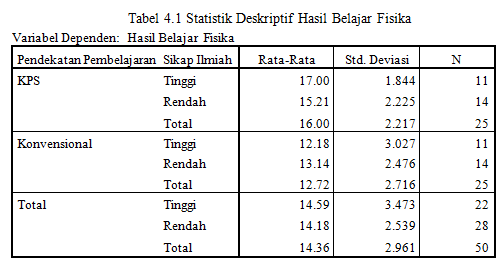 Tabel 4.1 Statistik Deskriptif Hasil Belajar Fisika
Variabel Dependen: Hasil Belajar Fisika
Pendekatan Pembelajaran Sikap Ilmiah Rata-Rata Std. Deviasi N
KPS Tinggi 17.00 1.844 11
Rendah 15.21 2.225 14
Total 16.00 2.217 25
Konvensional Tinggi 12.18 3.027 11
Rendah 13.14 2.476 14
Total 12.72 2.716 25
Total Tinggi 14.59 3.473 22
Rendah 14.18 2.539 28
Total 14.36 2.961 50